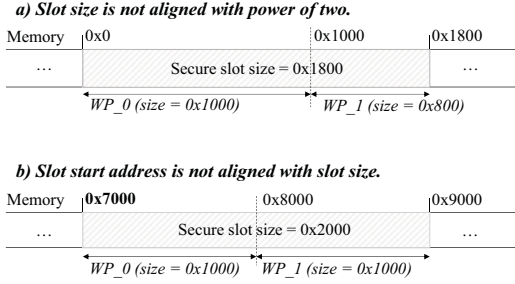 a) Slot size is not aligned with power of two.
Memory 0x0 0x1000 0x1800
... Secure slot size = 0x1800 ...
WP_0 (size = 0x1000) WP_1 (size = 0x800)
b) Slot start address is not aligned with slot size.
Memory 0x7000 0x8000 0x9000
... Secure slot size = 0x2000 ...
WP_0 (size = 0x1000) WP_1 (size = 0x1000)